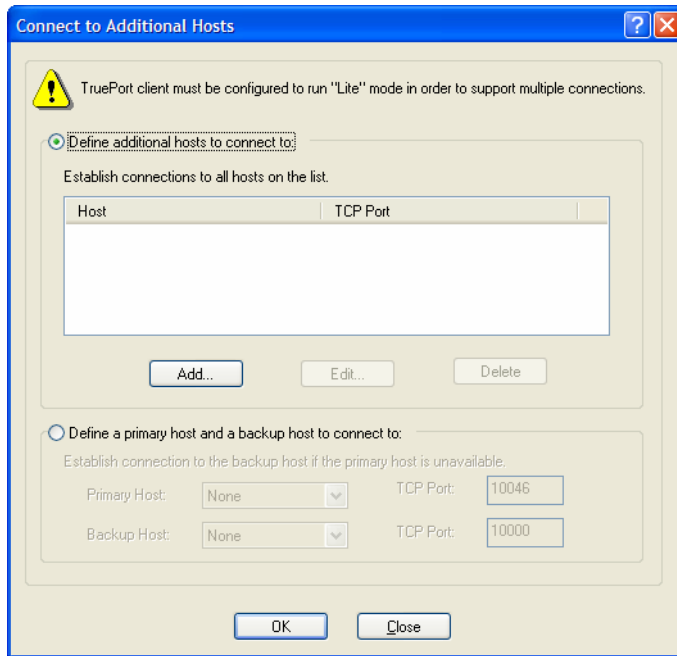 Connect to Additional Hosts
TruePort client must be configured to run "Lite" mode in order to support multiple connections.
Define additional hosts to connect to:
Establish connections to all hosts on the list.
Host TCP Port
Add... Edit... Delete
Define a primary host and a backup host to connect to:
Establish connection to the backup host if the primary host is unavailable.
Primary Host: None TCP Port: 10046
Backup Host: None TCP Port: 10000
OK Close